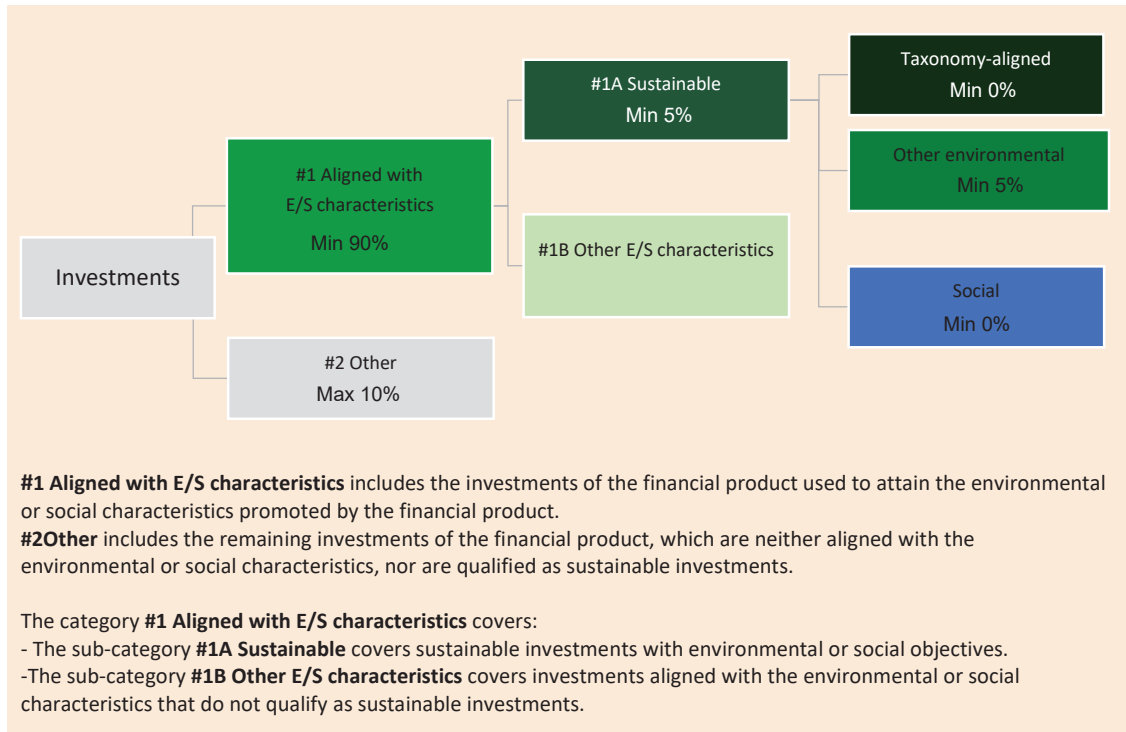 Investments
#1 Aligned with
E/S characteristics
Min 90%
#2 Other
Max 10%
#1A Sustainable
Min 5%
#1B Other E/S characteristics
Taxonomy-aligned
Min 0%
Other environmental
Min 5%
Social
Min 0%
#1 Aligned with E/S characteristics includes the investments of the financial product used to attain the environmental
or social characteristics promoted by the financial product.
#2Other includes the remaining investments of the financial product, which are neither aligned with the
environmental or social characteristics, nor are qualified as sustainable investments.
The category #1 Aligned with E/S characteristics covers:
- The sub-category #1A Sustainable covers sustainable investments with environmental or social objectives.
-The sub-category #1B Other E/S characteristics covers investments aligned with the environmental or social
characteristics that do not qualify as sustainable investments.